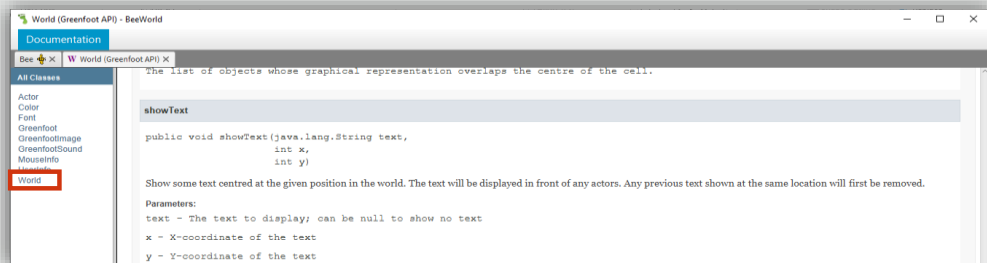 World (Greenfoot API) - BeeWorld
Documentation
Bee
W World (Greenfoot API)
All Classes
Actor
Color
Font
Greenfoot
GreenfootImage
GreenfootSound
MouseInfo
UserInfo
World
The list of objects whose graphical representation overlaps the centre of the cell.
showText
public void showText(java.lang.String text,
int x,
int y)
Show some text centred at the given position in the world. The text will be displayed in front of any actors. Any previous text shown at the same location will first be removed.
Parameters:
text - The text to display; can be null to show no text
x - X-coordinate of the text
y - Y-coordinate of the text